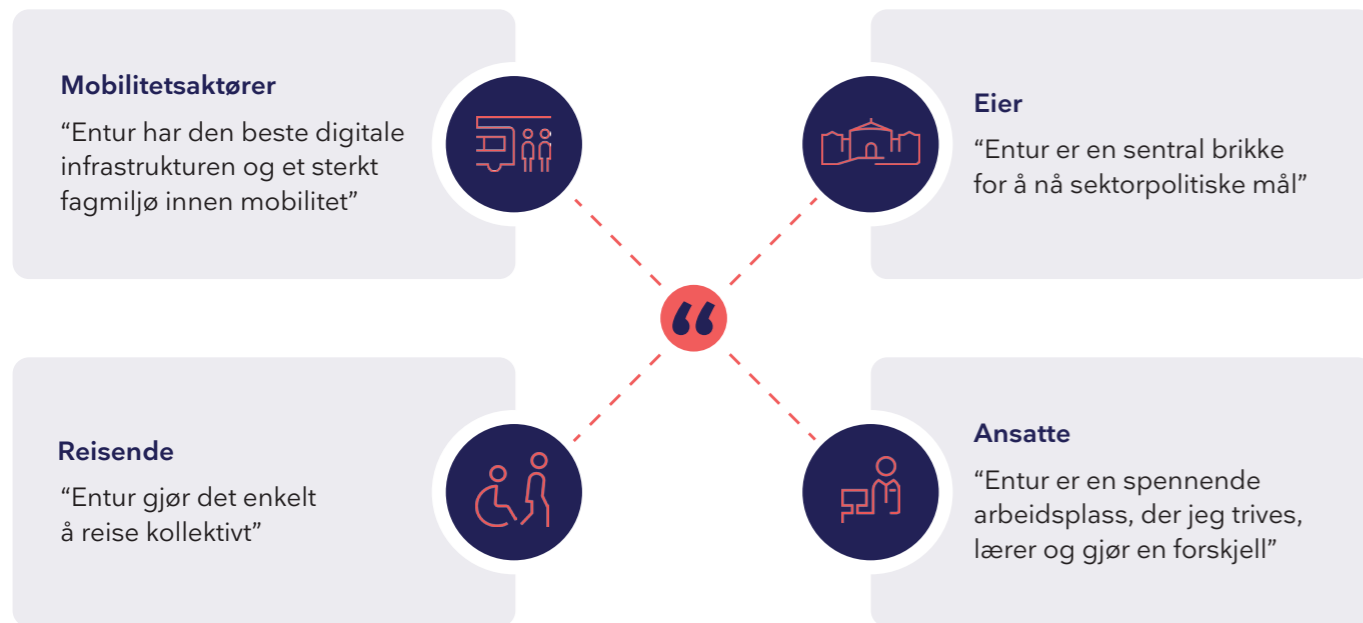 Mobilitetsaktører
“Entur har den beste digitale
infrastrukturen og et sterkt
fagmiljø innen mobilitet”
Eier
“Entur er en sentral brikke
for å nå sektorpolitiske mål”
Reisende
“Entur gjør det enkelt
å reise kollektivt”
Ansatte
“Entur er en spennende
arbeidsplass, der jeg trives,
lærer og gjør en forskjell”